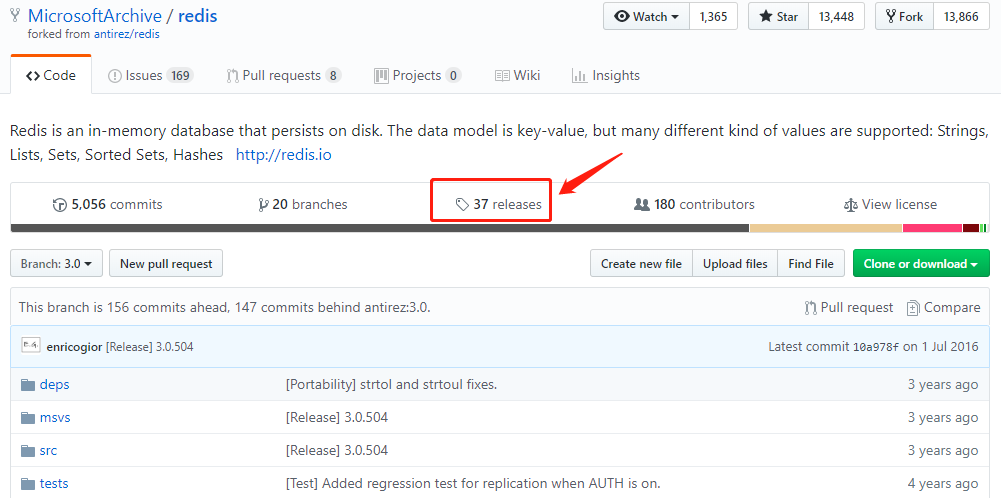 MicrosoftArchive / redis
Watch 1,365 Star 13,448 Fork 13,866
forked from antirez/redis
Code Issues 169 Pull requests 8 Projects 0 Wiki Insights
Redis is an in-memory database that persists on disk. The data model is key-value, but many different kind of values are supported: Strings,
Lists, Sets, Sorted Sets, Hashes http://redis.io
5,056 commits 20 branches 37 releases 180 contributors View license
Branch: 3.0 New pull request Create new file Upload files Find File Clone or download
This branch is 156 commits ahead, 147 commits behind antirez:3.0. Pull request Compare
enricogior [Release] 3.0.504 Latest commit 10a978f on 1 Jul 2016
deps [Portability] strtol and strtoul fixes. 3 years ago
msvs [Release] 3.0.504 3 years ago
src [Release] 3.0.504 3 years ago
tests [Test] Added regression test for replication when AUTH is on. 4 years ago